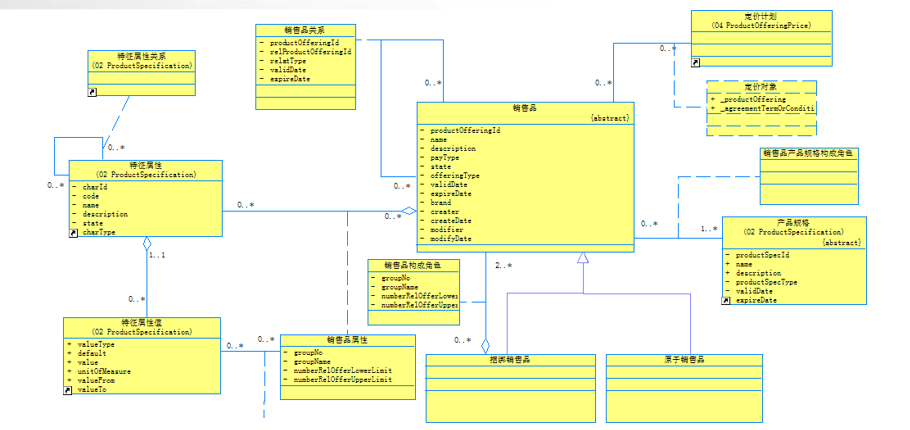 定价计划
(04 ProductOfferingPrice)
销售品关系
- productOfferingId
- relProductOfferingId
- relatType
- validDate
- expireDate
特征属性关系
(02 ProductSpecification)
0..*
0..*
0..*
定价对象
+ _productOffering
+ _agreementTermOrConditi
销售品
{abstract}
- productOfferingId
- name
- description
- payType
- state
- offeringType
- validDate
- expireDate
- brand
- creater
- createDate
- modifier
- modifyDate
0..*
0..*
特征属性
(02 ProductSpecification)
- charId
- code
- name
- description
- state
- charType
销售品产品规格构成角色
0..*
0..*
0..*
0..*
1..*
产品规格
(02 ProductSpecification)
{abstract}
- productSpecId
+ name
+ description
- productSpecType
- validDate
- expireDate
1..1
0..*
销售品构成角色
- groupNo
- groupName
- numberRelOfferLower
- numberRelOfferUpper
2..*
0..*
特征属性值
(02 ProductSpecification)
+ valueType
+ default
+ value
+ unitOfMeasure
+ valueFrom
+ valueTo
0..*
0..*
销售品属性
- groupNo
- groupName
- numberRelOfferLowerLimit
- numberRelOfferUpperLimit
捆绑销售品
原子销售品